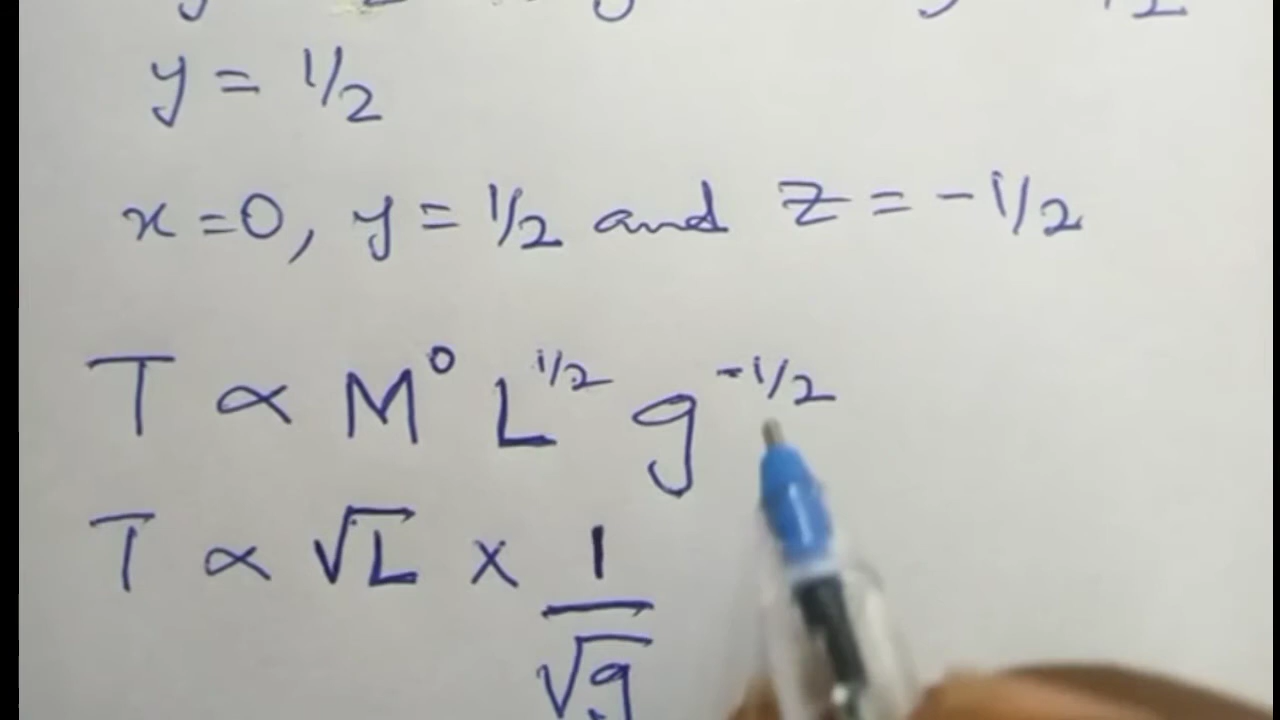 y = 1/2
x = 0, y = 1/2 and z = -1/2
T ∝ M⁰ L^1/2 g^-1/2
T ∝ √L × 1/√g